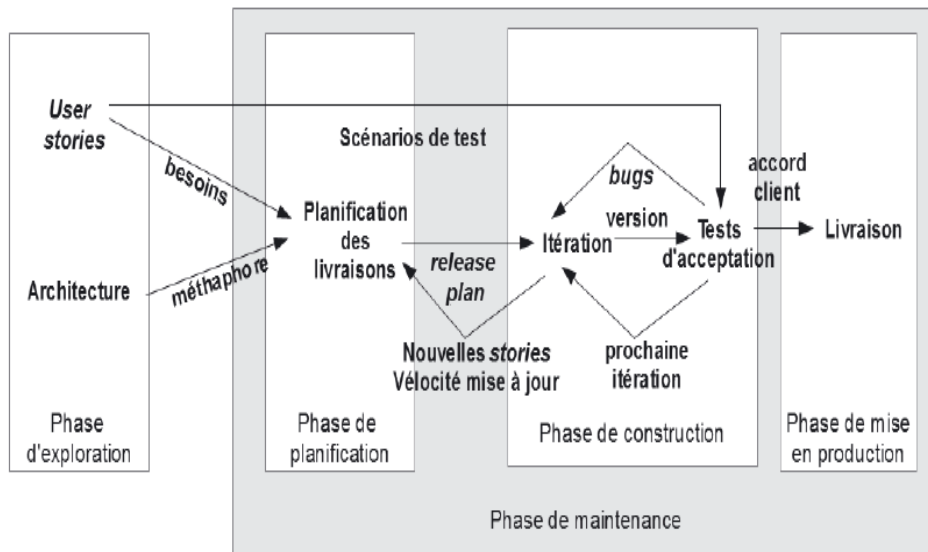 User
stories
Scénarios de test
besoins
Architecture
méthaphore
Planification
des
livraisons
release
plan
Nouvelles stories
Vélocité mise à jour
bugs
Itération
version
Tests
d'acceptation
prochaine
itération
accord
client
Livraison
Phase
d'exploration
Phase de
planification
Phase de construction
Phase de mise
en production
Phase de maintenance